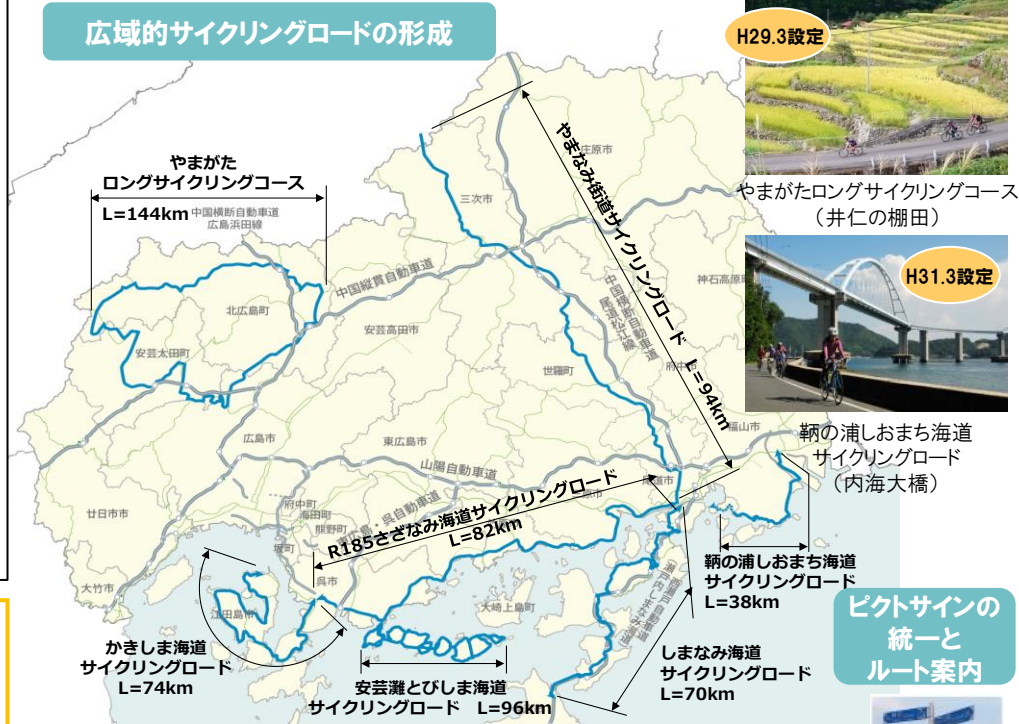 広域的サイクリングロードの形成
H29.3設定
やまがたロングサイクリングコース
（井仁の棚田）
H31.3設定
鞆の浦しおまち海道
サイクリングロード
（内海大橋）
ピクトサインの
統一と
ルート案内
やまがた
ロングサイクリングコース
L=144km
中国横断自動車道
広島浜田線
やまなみ街道サイクリングロード L=94km
庄原市
三次市
神石高原町
中国縦貫自動車道
中国横断自動車道
尾道松江線
北広島町
安芸高田市
安芸太田町
世羅町
府中市
福山市
広島市
東広島市
山陽自動車道
尾道市
R185さざなみ海道サイクリングロード
L=82km
廿日市市
府中町
海田町
熊野町
坂町
呉市
大竹市
江田島市
大崎上島町
西瀬戸自動車道
（瀬戸内しまなみ海道）
鞆の浦しおまち海道
サイクリングロード
L=38km
かきしま海道
サイクリングロード
L=74km
安芸灘とびしま海道
サイクリングロード L=96km
しまなみ海道
サイクリングロード
L=70km